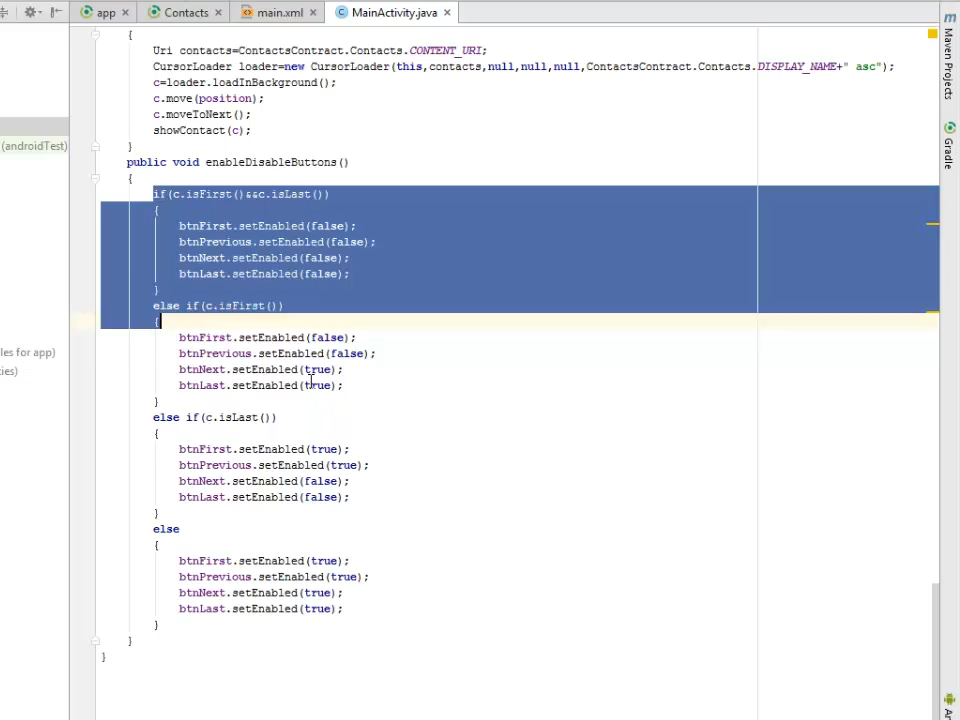 app
Contacts
main.xml
MainActivity.java
{
Uri contacts=ContactsContract.Contacts.CONTENT_URI;
CursorLoader loader=new CursorLoader(this,contacts,null,null,null,ContactsContract.Contacts.DISPLAY_NAME+" asc");
c=loader.loadInBackground();
c.move(position);
c.moveToNext();
showContact(c);
}
public void enableDisableButtons()
{
if(c.isFirst()&&c.isLast())
{
btnFirst.setEnabled(false);
btnPrevious.setEnabled(false);
btnNext.setEnabled(false);
btnLast.setEnabled(false);
}
else if(c.isFirst())
{
btnFirst.setEnabled(false);
btnPrevious.setEnabled(false);
btnNext.setEnabled(true);
btnLast.setEnabled(true);
}
else if(c.isLast())
{
btnFirst.setEnabled(true);
btnPrevious.setEnabled(true);
btnNext.setEnabled(false);
btnLast.setEnabled(false);
}
else
{
btnFirst.setEnabled(true);
btnPrevious.setEnabled(true);
btnNext.setEnabled(true);
btnLast.setEnabled(true);
}
}
}
(androidTest)
les for app)
ies)
Maven Projects
Gradle